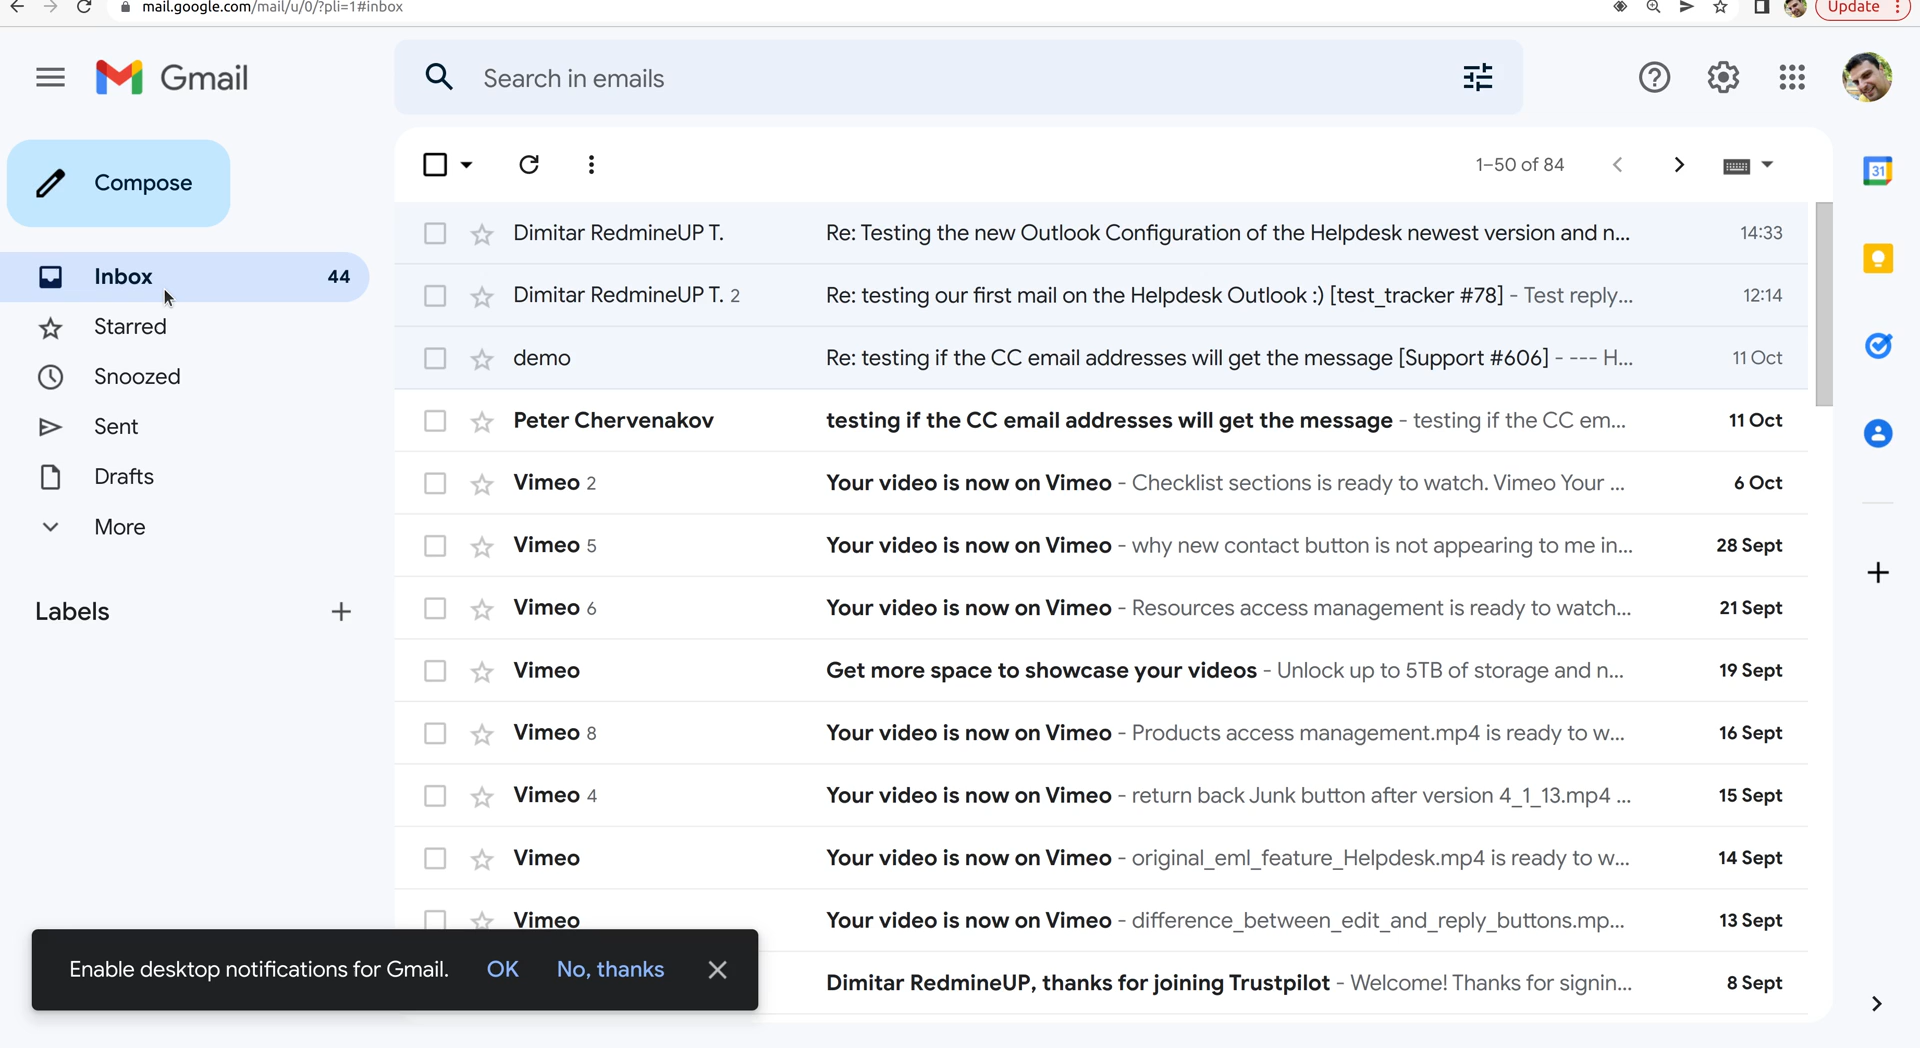 mail.google.com/mail/u/0/?pli=1#inbox
Update
Gmail
Search in emails
Compose
1–50 of 84
31
Inbox 44
Starred
Snoozed
Sent
Drafts
More
Labels
Dimitar RedmineUP T. Re: Testing the new Outlook Configuration of the Helpdesk newest version and n... 14:33
Dimitar RedmineUP T. 2 Re: testing our first mail on the Helpdesk Outlook :) [test_tracker #78] - Test reply... 12:14
demo Re: testing if the CC email addresses will get the message [Support #606] - --- H... 11 Oct
Peter Chervenakov testing if the CC email addresses will get the message - testing if the CC em... 11 Oct
Vimeo 2 Your video is now on Vimeo - Checklist sections is ready to watch. Vimeo Your ... 6 Oct
Vimeo 5 Your video is now on Vimeo - why new contact button is not appearing to me in... 28 Sept
Vimeo 6 Your video is now on Vimeo - Resources access management is ready to watch... 21 Sept
Vimeo Get more space to showcase your videos - Unlock up to 5TB of storage and n... 19 Sept
Vimeo 8 Your video is now on Vimeo - Products access management.mp4 is ready to w... 16 Sept
Vimeo 4 Your video is now on Vimeo - return back Junk button after version 4_1_13.mp4 ... 15 Sept
Vimeo Your video is now on Vimeo - original_eml_feature_Helpdesk.mp4 is ready to w... 14 Sept
Vimeo Your video is now on Vimeo - difference_between_edit_and_reply_buttons.mp... 13 Sept
Dimitar RedmineUP, thanks for joining Trustpilot - Welcome! Thanks for signin... 8 Sept
Enable desktop notifications for Gmail. OK No, thanks